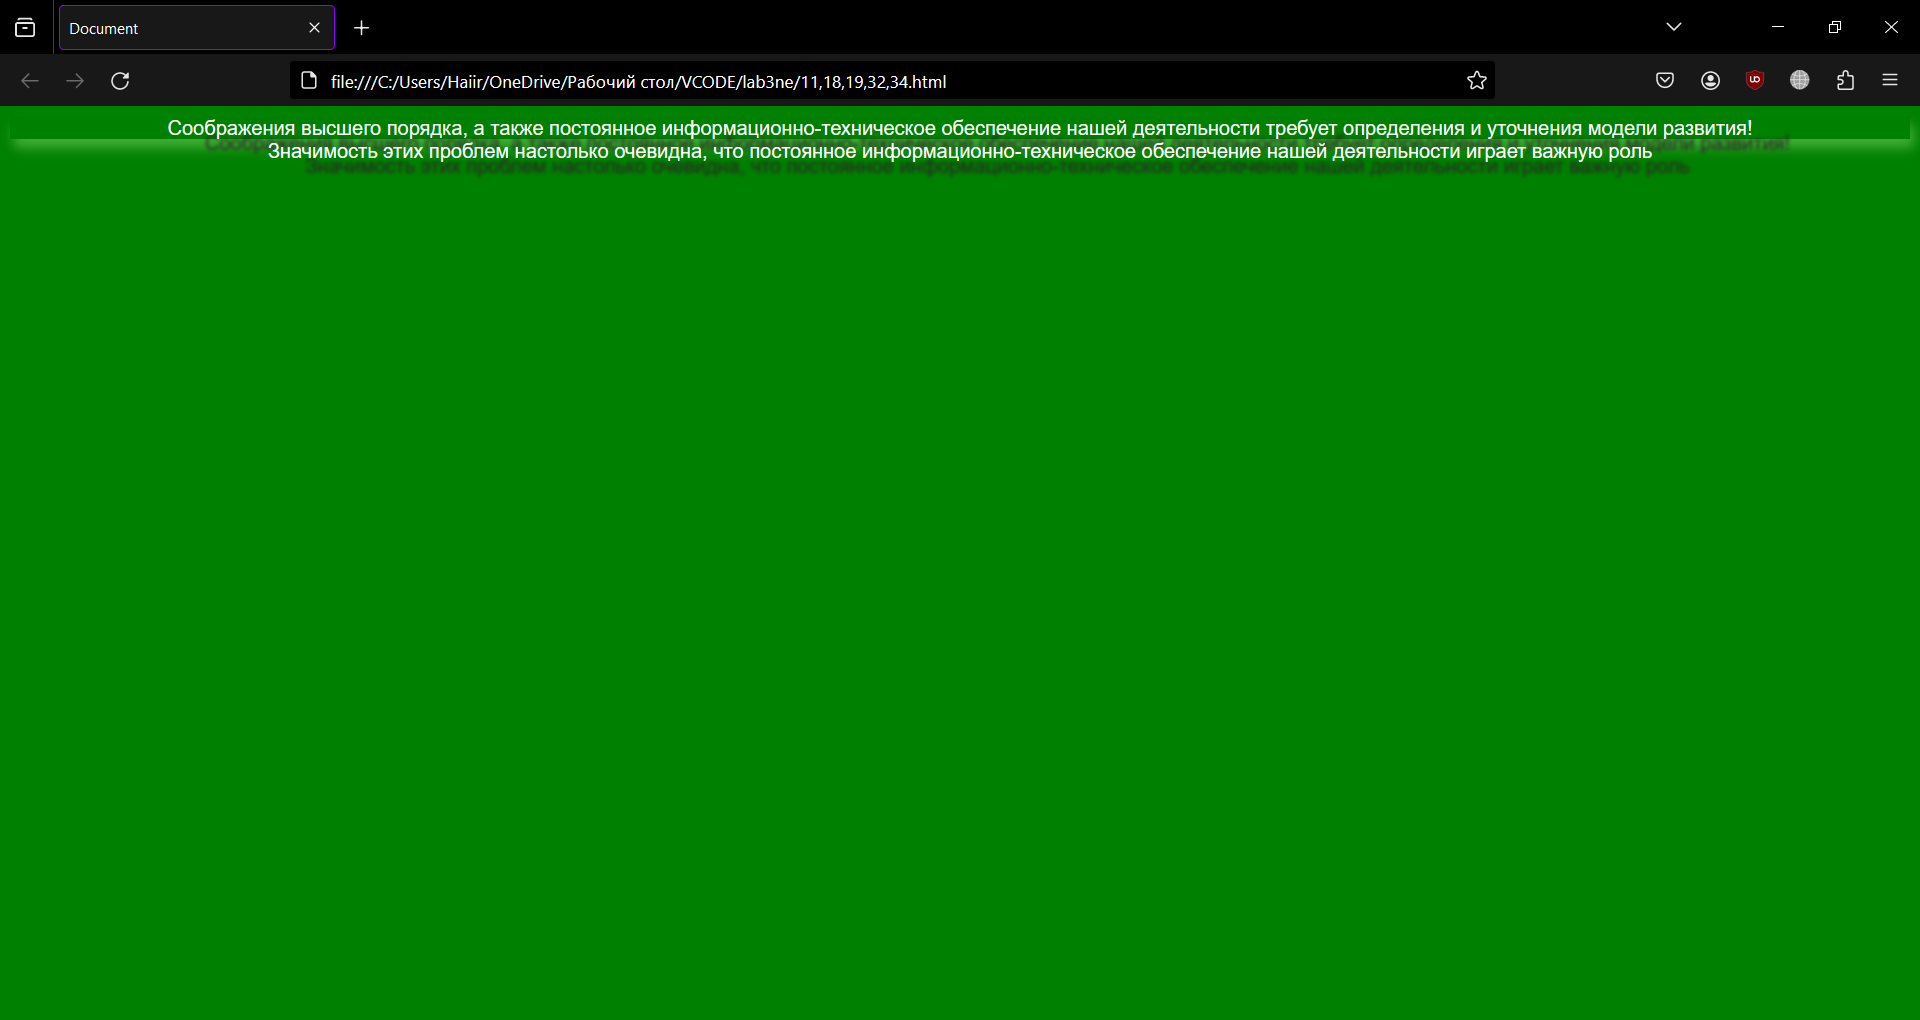 Document
file:///C:/Users/Haiir/OneDrive/Рабочий стол/VCODE/lab3ne/11,18,19,32,34.html
Соображения высшего порядка, а также постоянное информационно-техническое обеспечение нашей деятельности требует определения и уточнения модели развития!
Значимость этих проблем настолько очевидна, что постоянное информационно-техническое обеспечение нашей деятельности играет важную роль